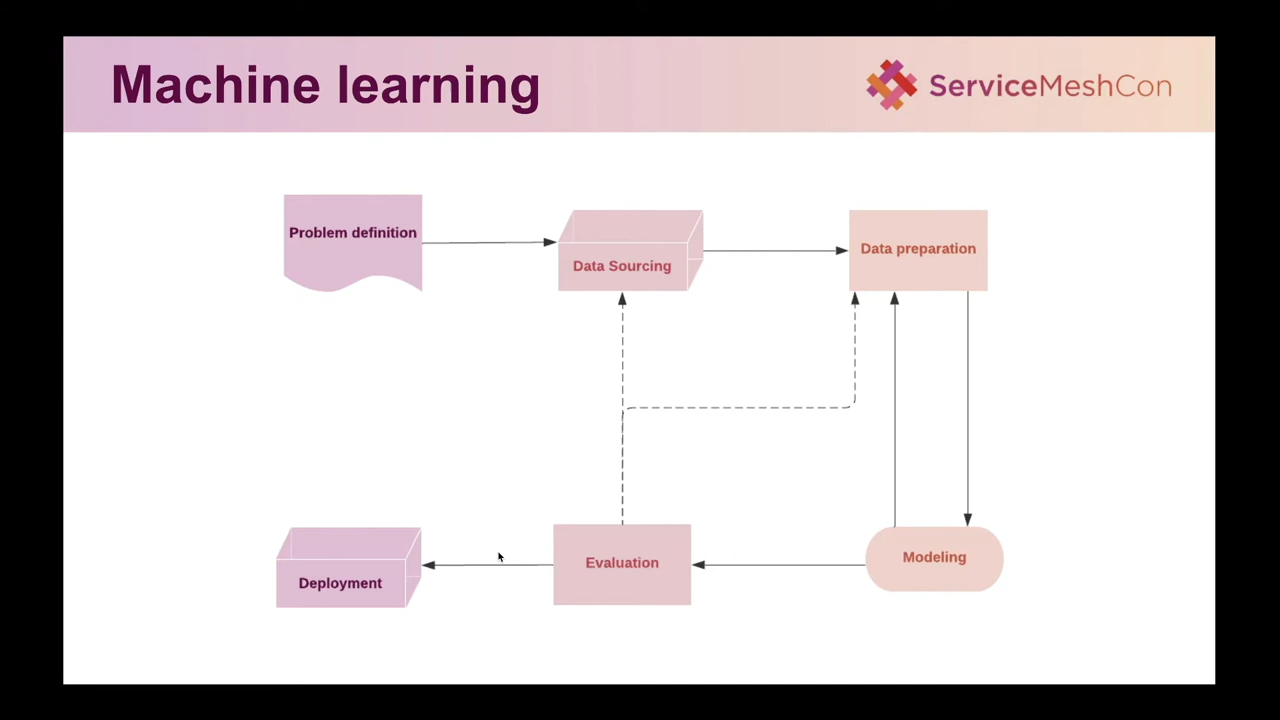 Machine learning
ServiceMeshCon
Problem definition
Data Sourcing
Data preparation
Deployment
Evaluation
Modeling